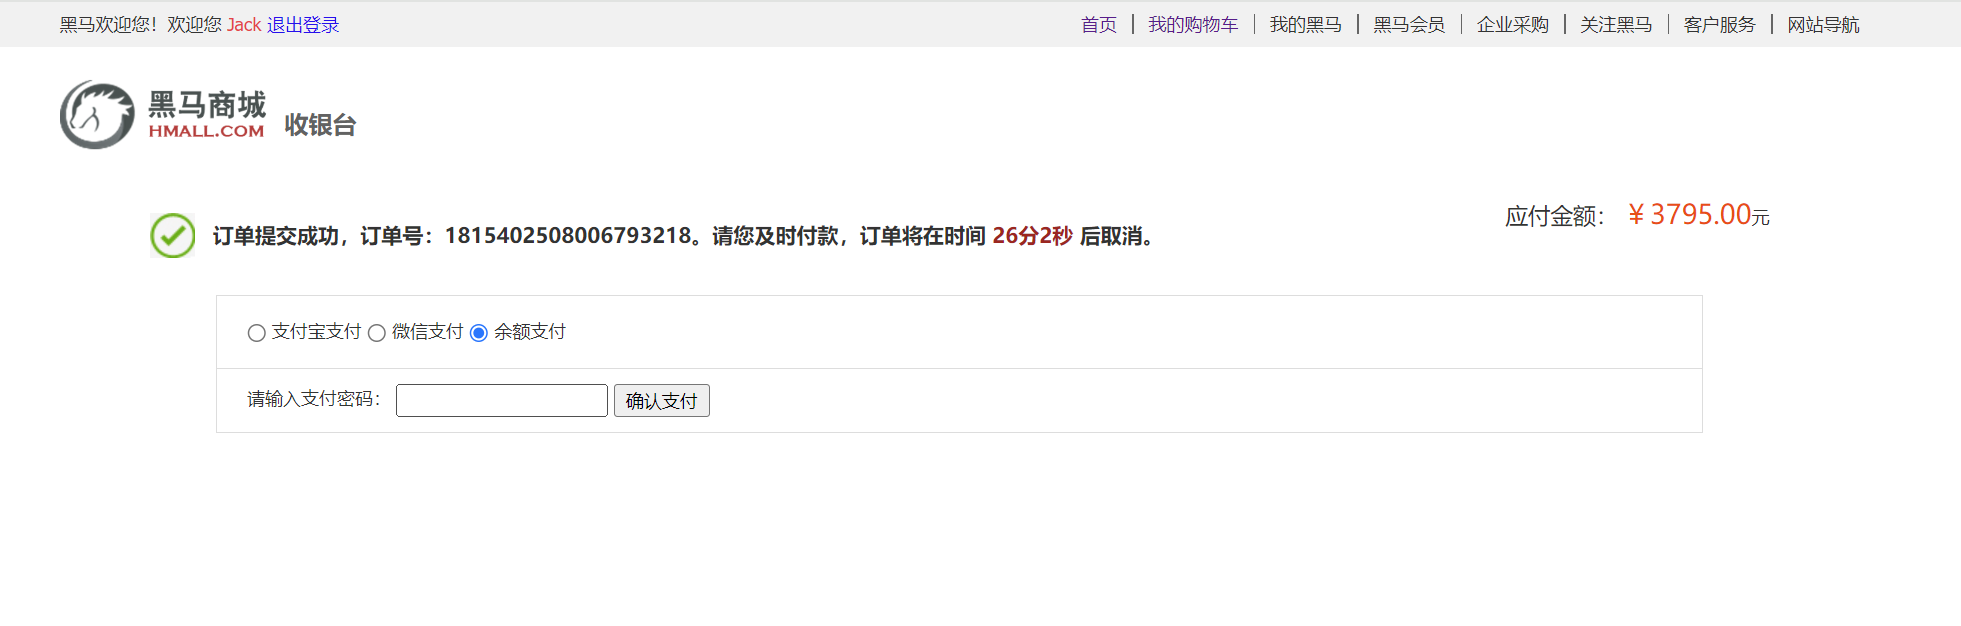 黑马欢迎您！欢迎您 Jack 退出登录
首页 我的购物车 我的黑马 黑马会员 企业采购 关注黑马 客户服务 网站导航
黑马商城
HMALL.COM
收银台
应付金额： ￥3795.00元
订单提交成功，订单号：1815402508006793218。请您及时付款，订单将在时间 26分2秒 后取消。
支付宝支付 微信支付 余额支付
请输入支付密码： 确认支付